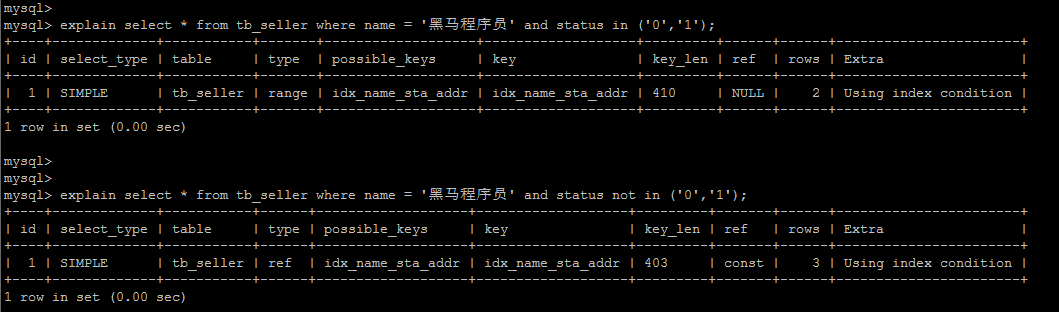 mysql>
mysql> explain select * from tb_seller where name = '黑马程序员' and status in ('0','1');
+----+-------------+-----------+-------+-------------------+-------------------+---------+------+------+-----------------------+
| id | select_type | table     | type  | possible_keys     | key               | key_len | ref  | rows | Extra                 |
+----+-------------+-----------+-------+-------------------+-------------------+---------+------+------+-----------------------+
|  1 | SIMPLE      | tb_seller | range | idx_name_sta_addr | idx_name_sta_addr | 410     | NULL |    2 | Using index condition |
+----+-------------+-----------+-------+-------------------+-------------------+---------+------+------+-----------------------+
1 row in set (0.00 sec)
mysql>
mysql>
mysql> explain select * from tb_seller where name = '黑马程序员' and status not in ('0','1');
+----+-------------+-----------+------+-------------------+-------------------+---------+-------+------+-----------------------+
| id | select_type | table     | type | possible_keys     | key               | key_len | ref   | rows | Extra                 |
+----+-------------+-----------+------+-------------------+-------------------+---------+-------+------+-----------------------+
|  1 | SIMPLE      | tb_seller | ref  | idx_name_sta_addr | idx_name_sta_addr | 403     | const |    3 | Using index condition |
+----+-------------+-----------+------+-------------------+-------------------+---------+-------+------+-----------------------+
1 row in set (0.00 sec)